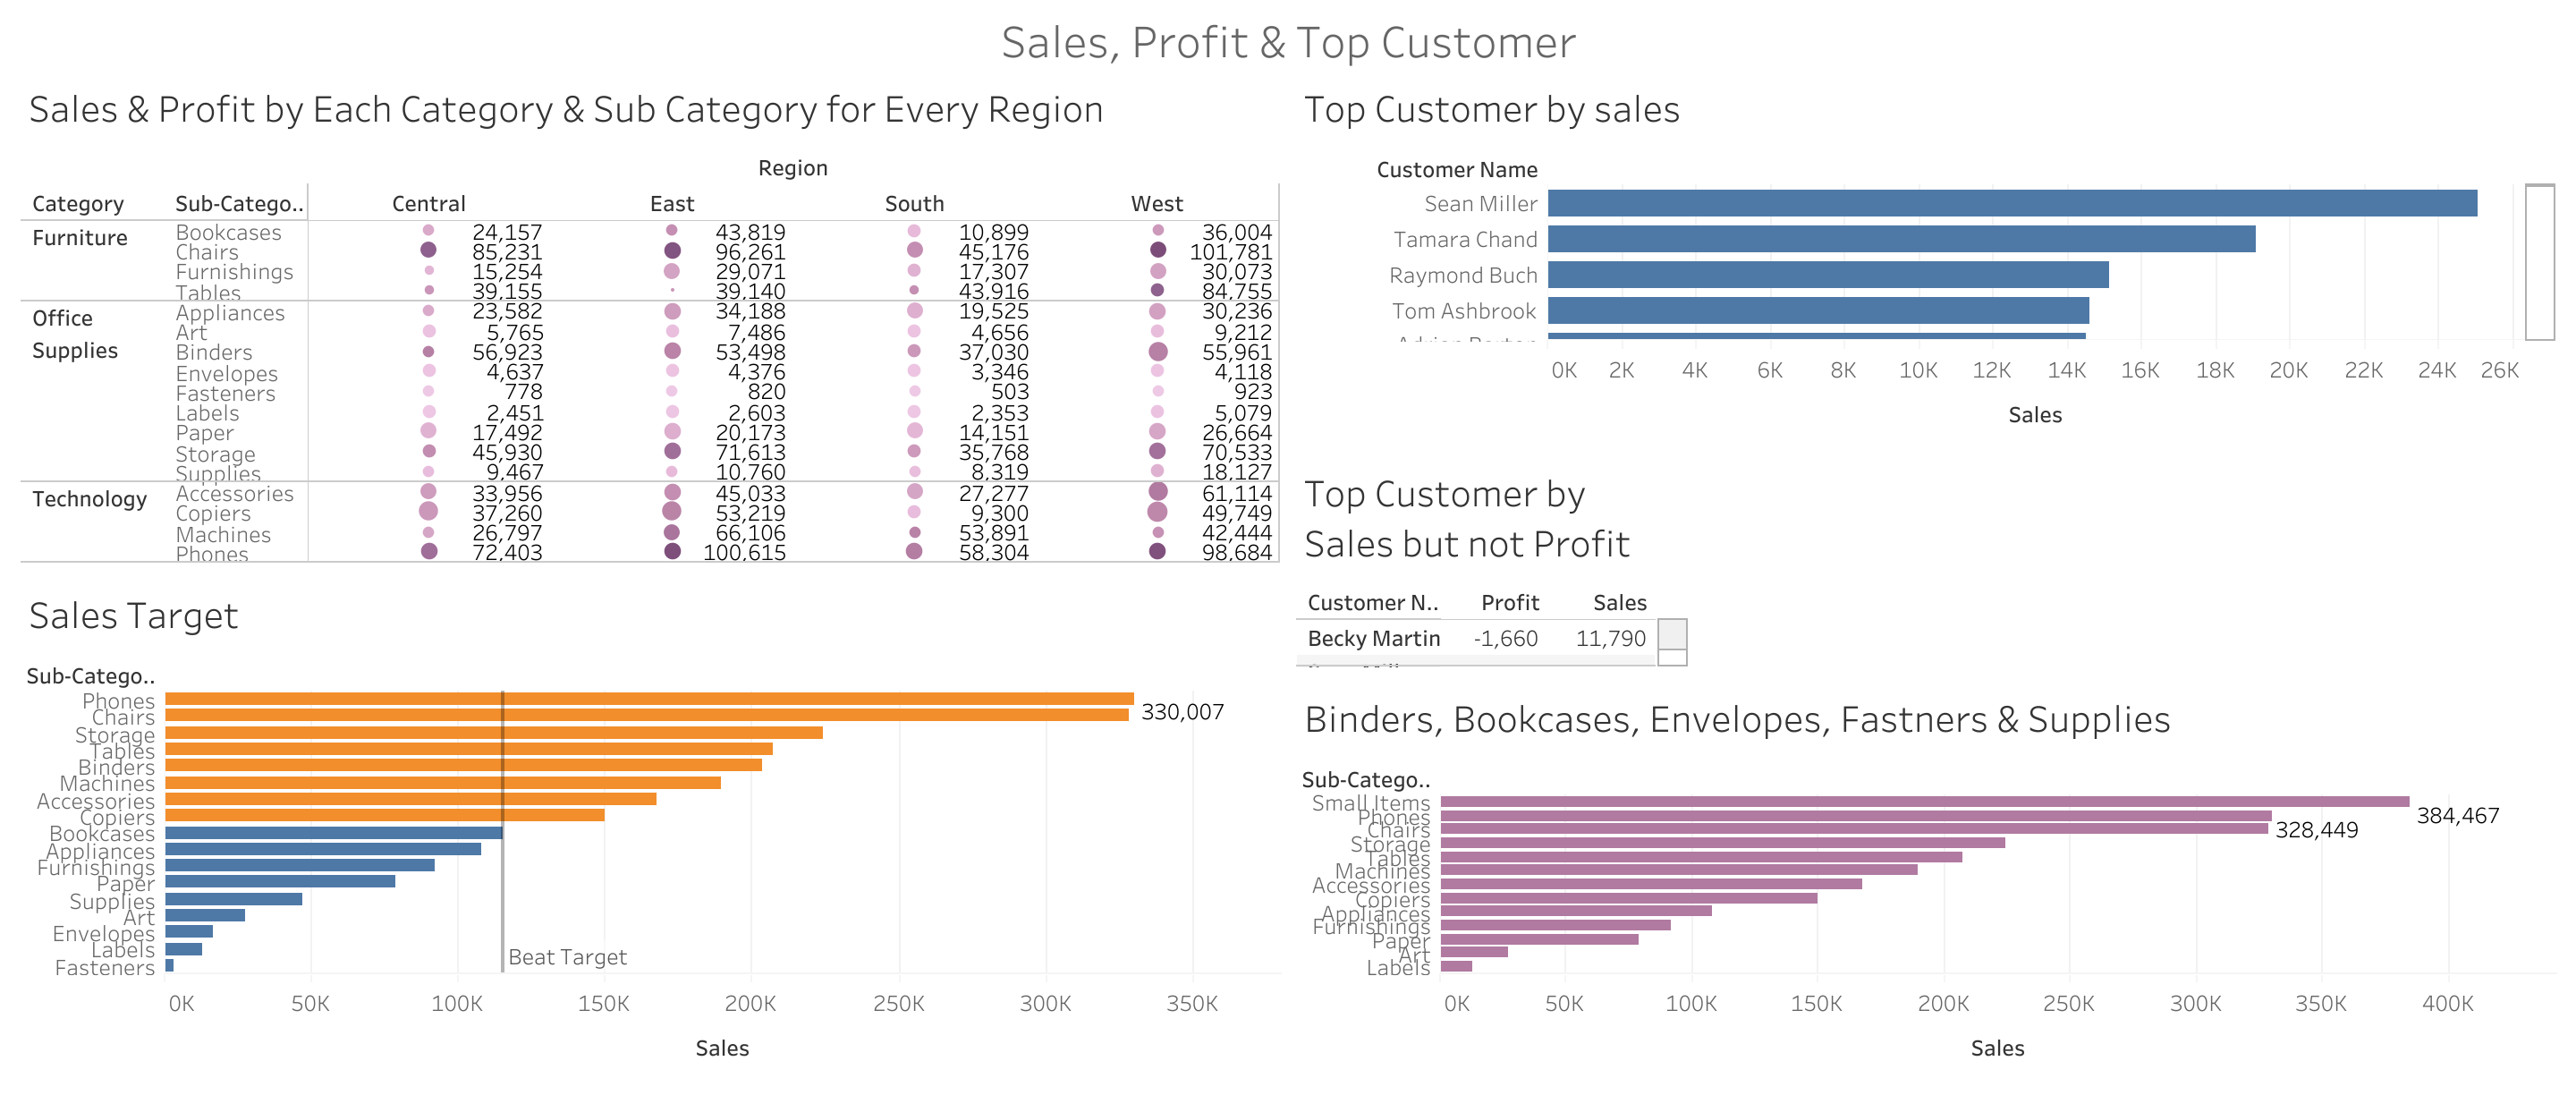 Sales, Profit & Top Customer
Sales & Profit by Each Category & Sub Category for Every Region
Region
Category Sub-Catego.. Central East South West
Furniture Bookcases 24,157 43,819 10,899 36,004
Chairs 85,231 96,261 45,176 101,781
Furnishings 15,254 29,071 17,307 30,073
Tables 39,155 39,140 43,916 84,755
Office Supplies Appliances 23,582 34,188 19,525 30,236
Art 5,765 7,486 4,656 9,212
Binders 56,923 53,498 37,030 55,961
Envelopes 4,637 4,376 3,346 4,118
Fasteners 778 820 503 923
Labels 2,451 2,603 2,353 5,079
Paper 17,492 20,173 14,151 26,664
Storage 45,930 71,613 35,768 70,533
Supplies 9,467 10,760 8,319 18,127
Technology Accessories 33,956 45,033 27,277 61,114
Copiers 37,260 53,219 9,300 49,749
Machines 26,797 66,106 53,891 42,444
Phones 72,403 100,615 58,304 98,684
Top Customer by sales
Customer Name
Sean Miller
Tamara Chand
Raymond Buch
Tom Ashbrook
0K 2K 4K 6K 8K 10K 12K 14K 16K 18K 20K 22K 24K 26K
Sales
Top Customer by
Sales but not Profit
Customer N.. Profit Sales
Becky Martin -1,660 11,790
Sales Target
Sub-Catego..
Phones
Chairs 330,007
Storage
Tables
Binders
Machines
Accessories
Copiers
Bookcases
Appliances
Furnishings
Paper
Supplies
Art
Envelopes
Labels
Beat Target
Fasteners
0K 50K 100K 150K 200K 250K 300K 350K
Sales
Binders, Bookcases, Envelopes, Fastners & Supplies
Sub-Catego..
Small Items
Phones 384,467
Chairs 328,449
Storage
Tables
Machines
Accessories
Copiers
Appliances
Furnishings
Paper
Art
Labels
0K 50K 100K 150K 200K 250K 300K 350K 400K
Sales